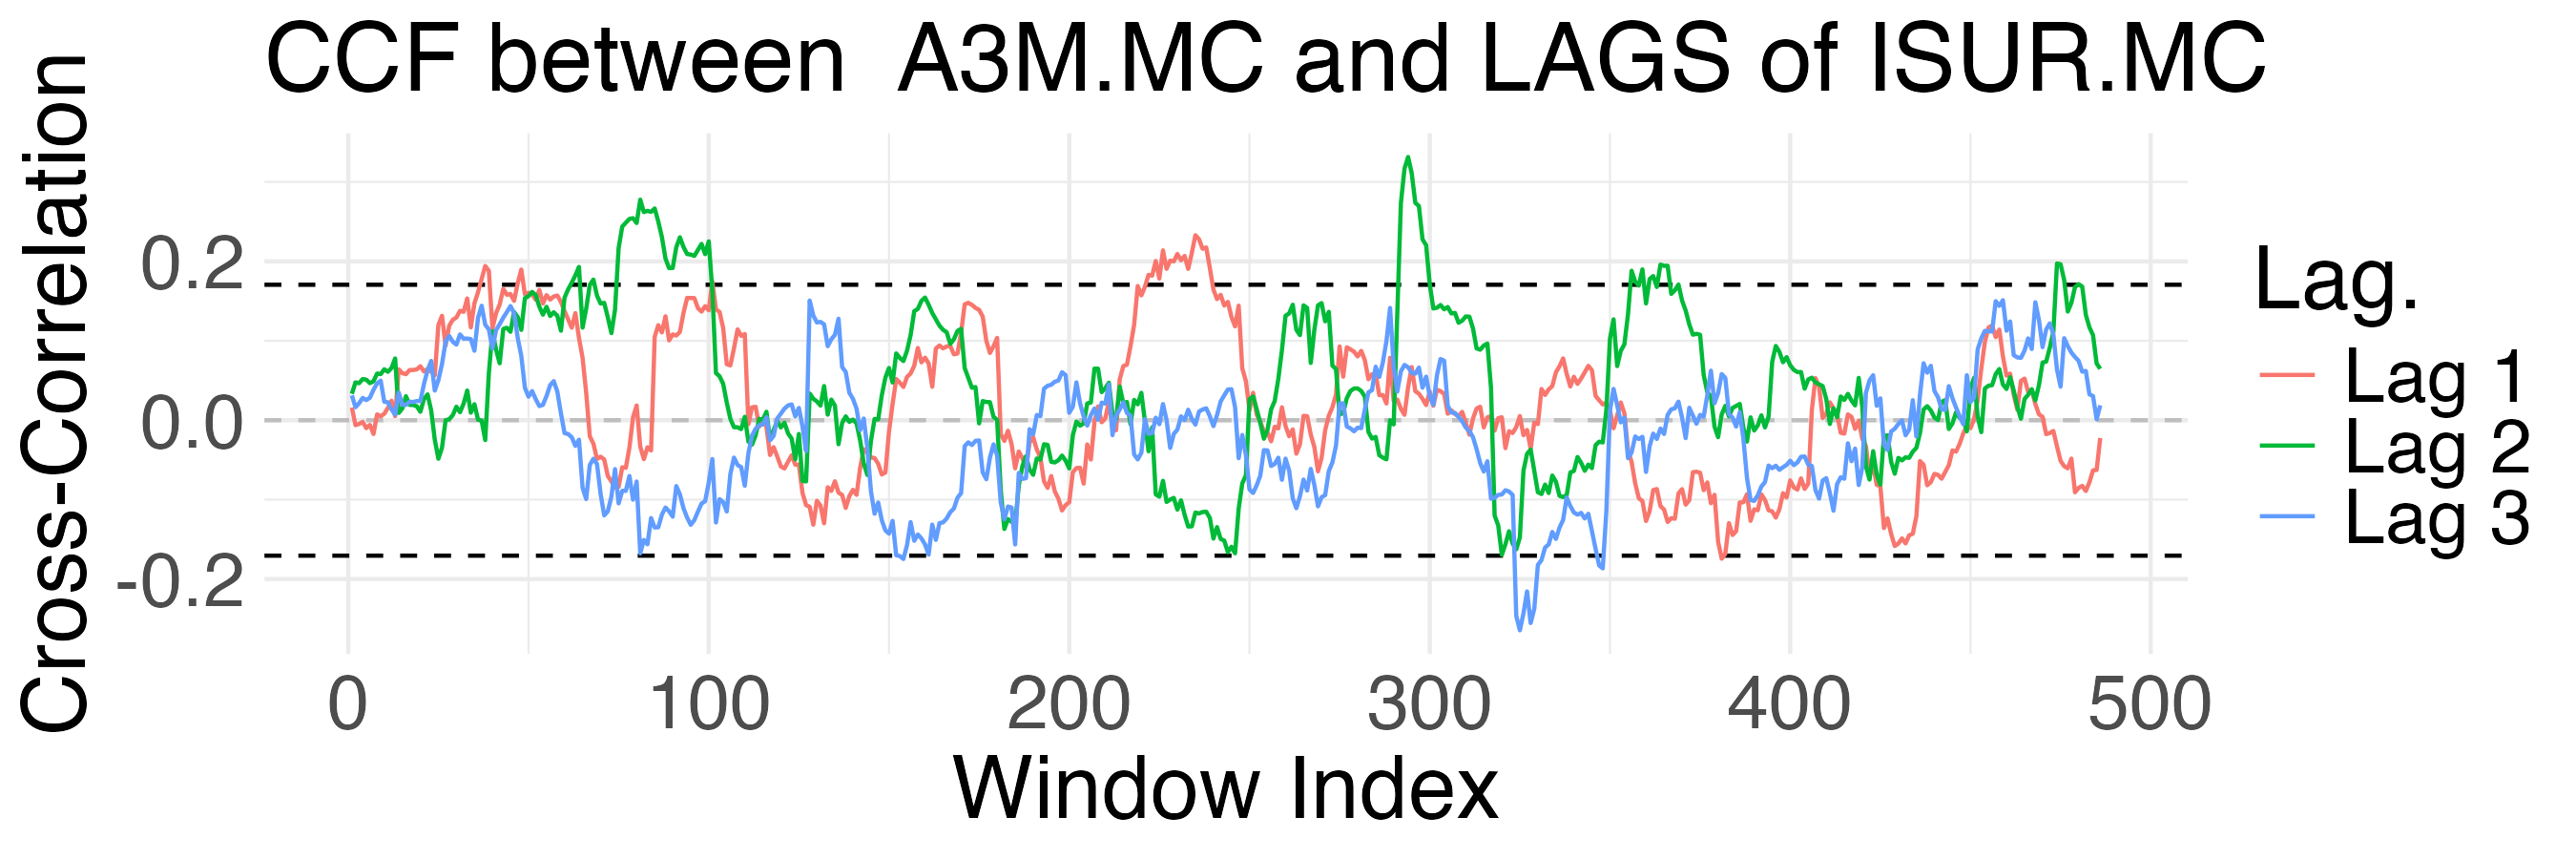 CCF between  A3M.MC and LAGS of ISUR.MC
Cross-Correlation
0.2
0.0
-0.2
0 100 200 300 400 500
Window Index
Lag.
Lag 1
Lag 2
Lag 3